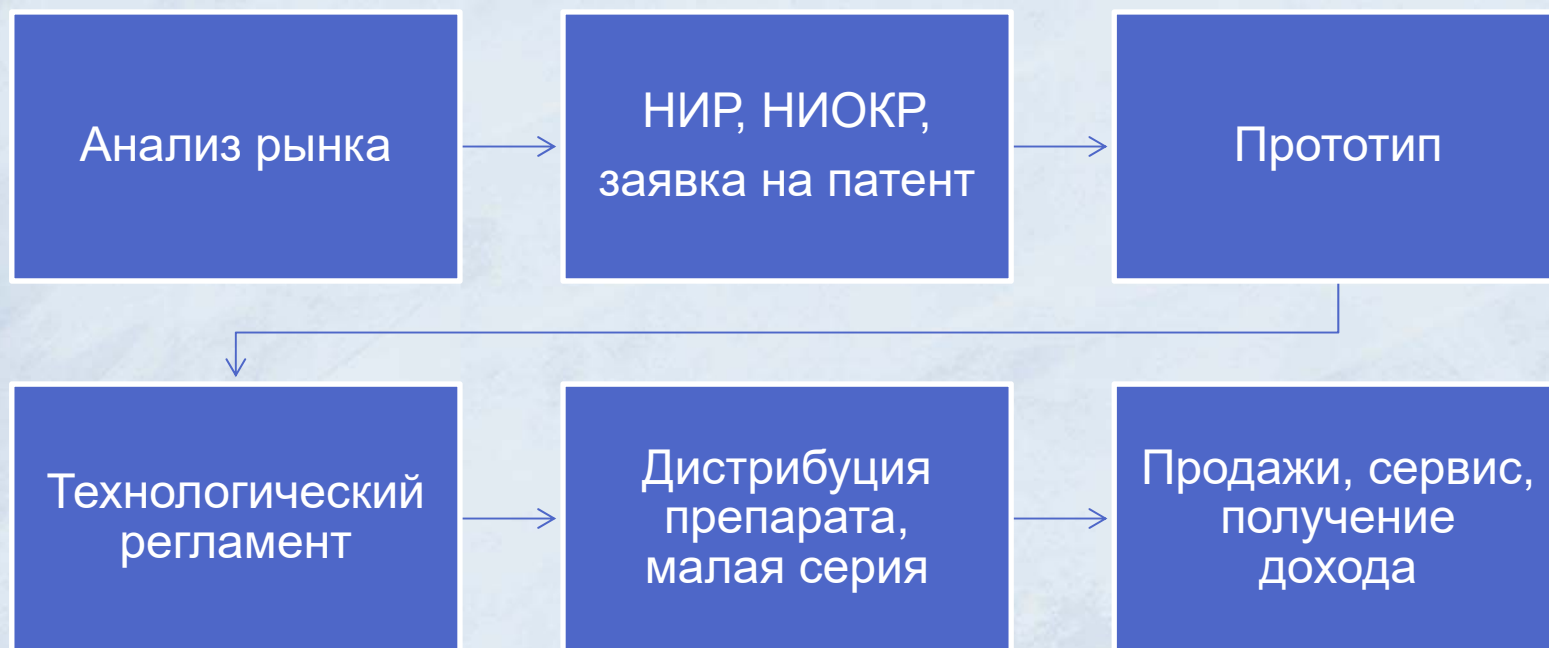 Анализ рынка
НИР, НИОКР,
заявка на патент
Прототип
Технологический
регламент
Дистрибуция
препарата,
малая серия
Продажи, сервис,
получение
дохода